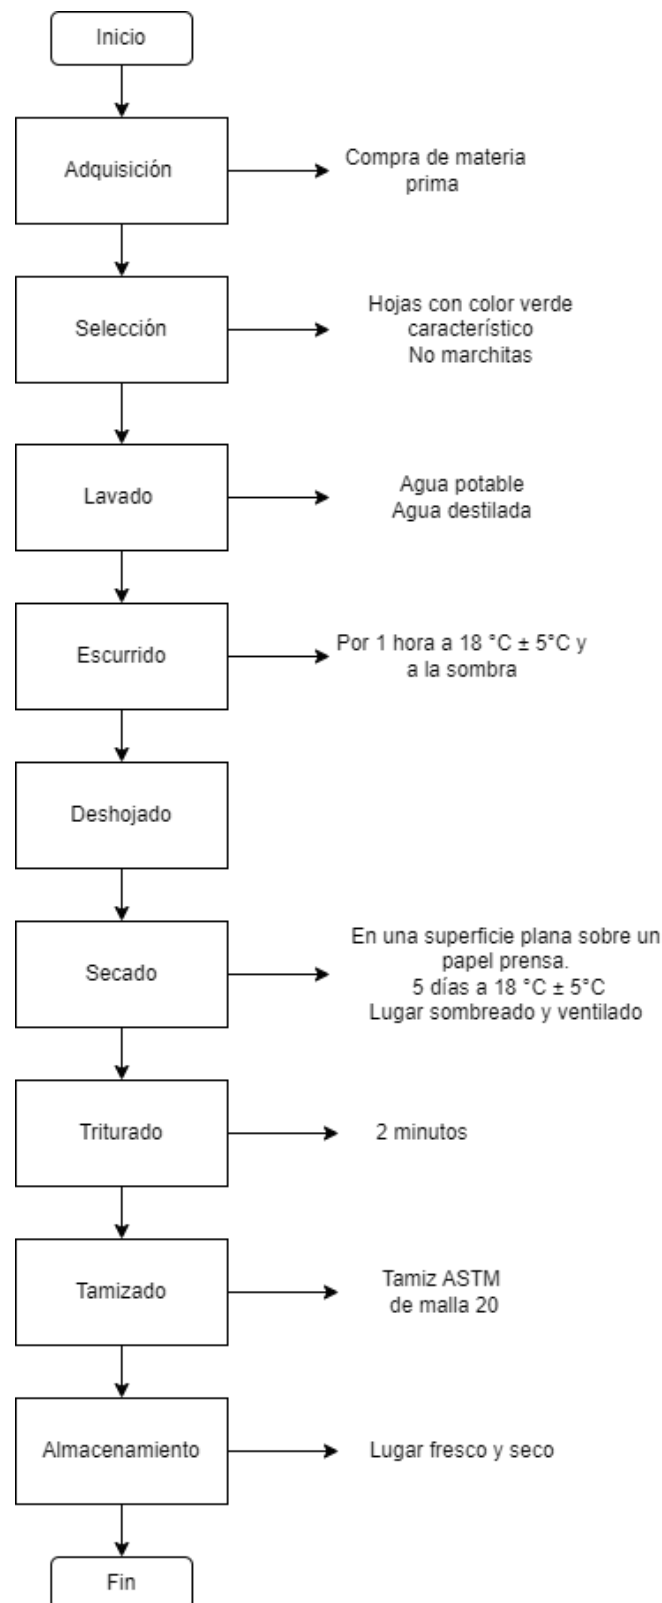 Inicio
Adquisición
Compra de materia
prima
Selección
Hojas con color verde
característico
No marchitas
Lavado
Agua potable
Agua destilada
Escurrido
Por 1 hora a 18 °C ± 5°C y
a la sombra
Deshojado
Secado
En una superficie plana sobre un
papel prensa.
5 días a 18 °C ± 5°C
Lugar sombreado y ventilado
Triturado
2 minutos
Tamizado
Tamiz ASTM
de malla 20
Almacenamiento
Lugar fresco y seco
Fin